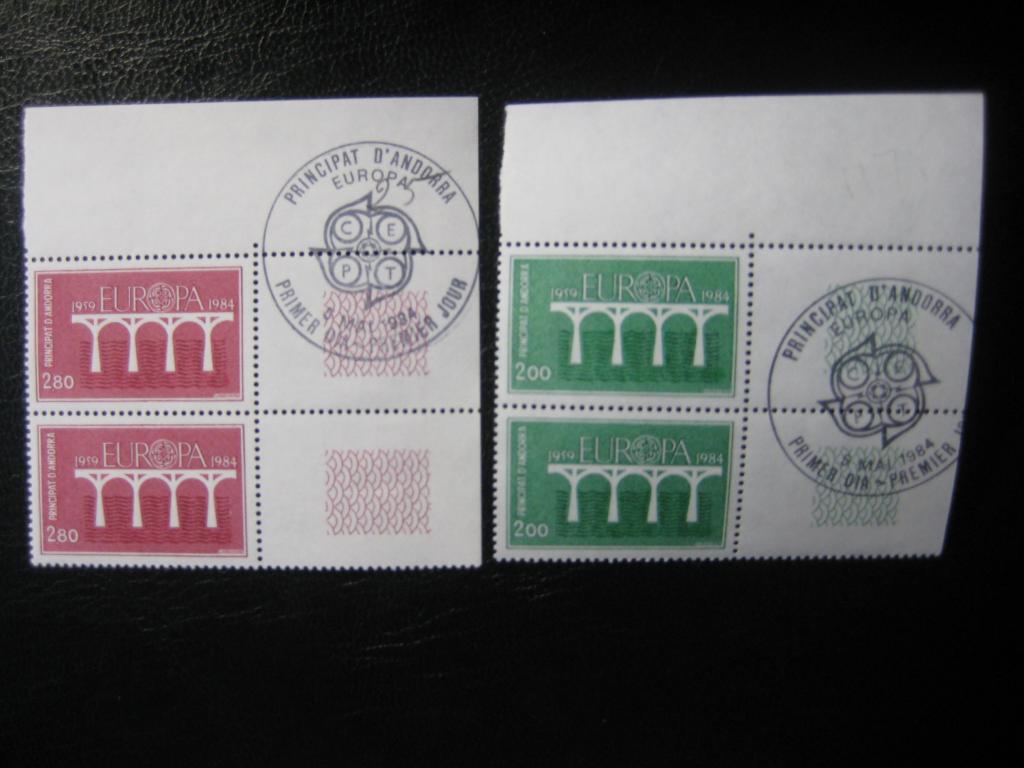 PRINCIPAT D'ANDORRA
EUROPA
C E
P T
5 MAI 1984
PRIMER DIA ~ PREMIER JOUR
PRINCIPAT D'ANDORRA
1959 EUROPA 1984
2,80
PRINCIPAT D'ANDORRA
1959 EUROPA 1984
2,80
PRINCIPAT D'ANDORRA
1959 EUROPA 1984
2,00
PRINCIPAT D'ANDORRA
1959 EUROPA 1984
2,00
PRINCIPAT D'ANDORRA
EUROPA
C E
P T
5 MAI 1984
PRIMER DIA ~ PREMIER